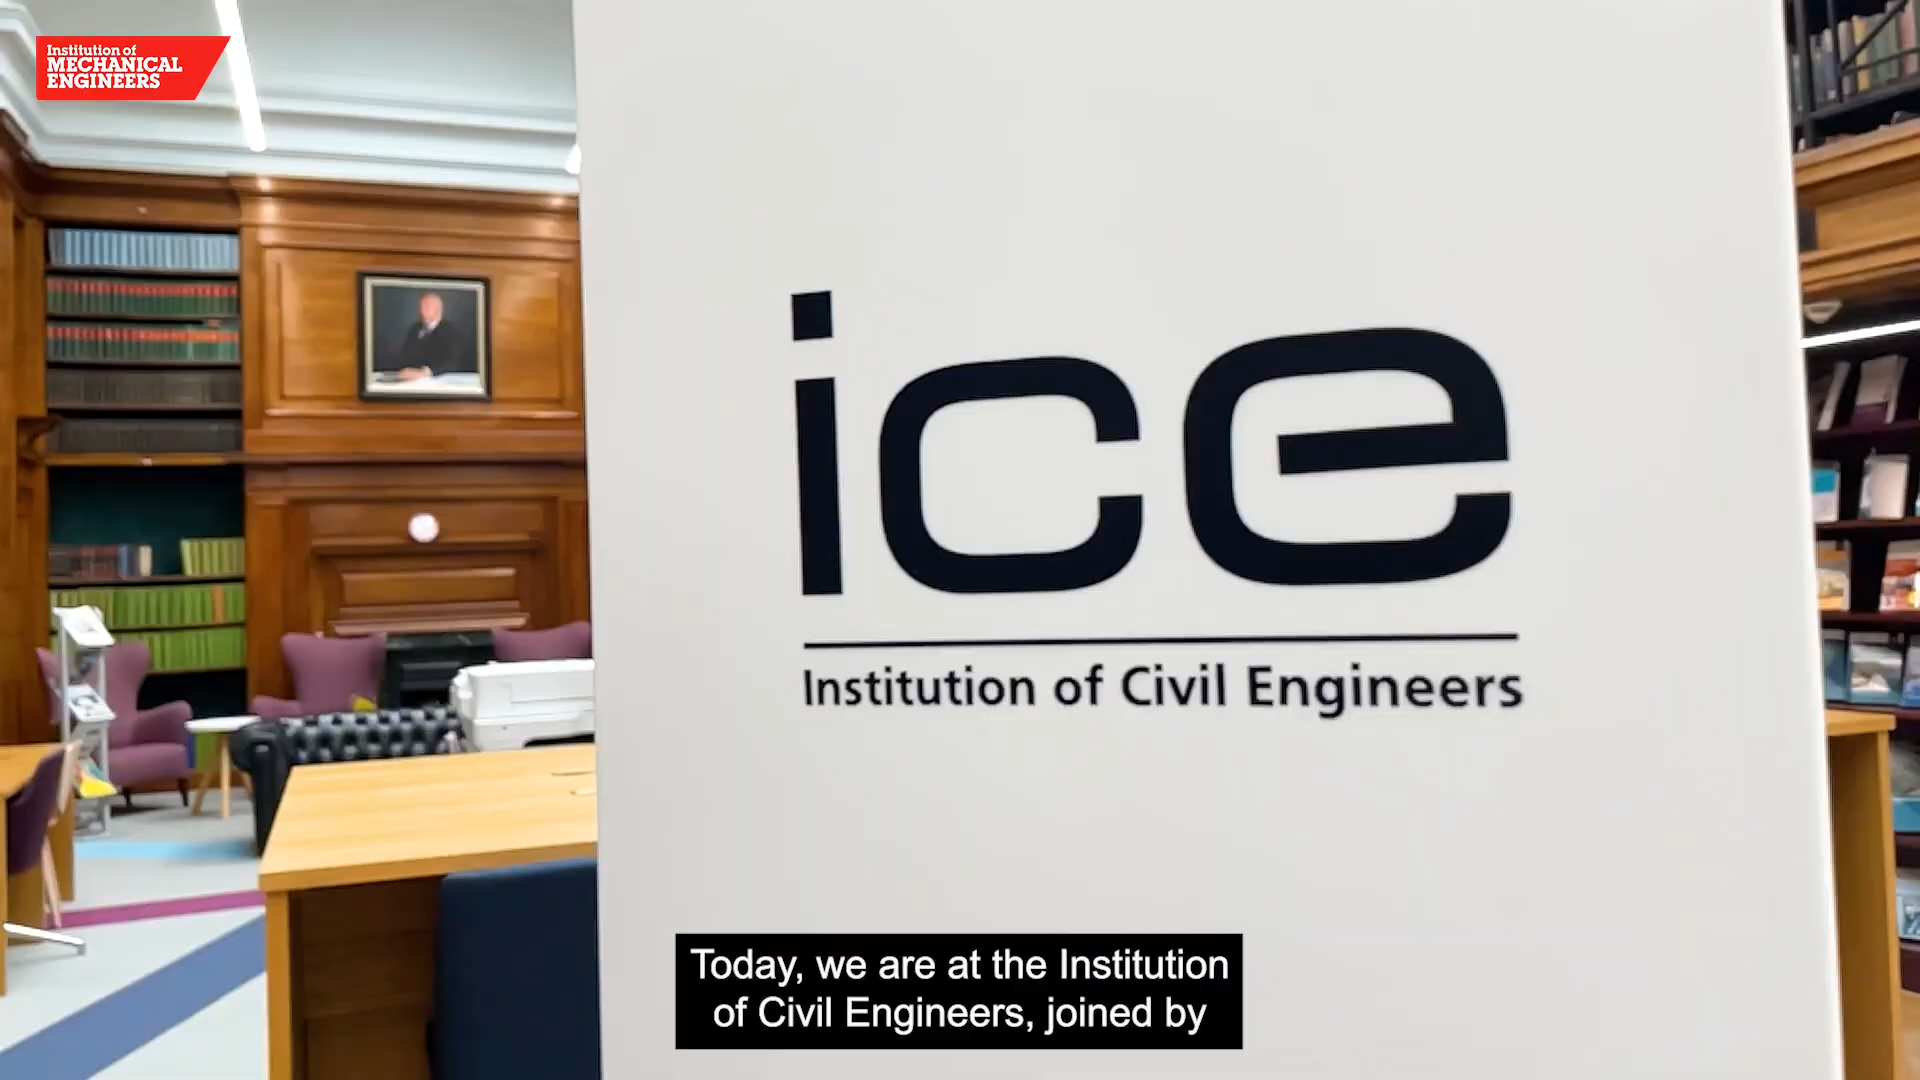 Institution of
MECHANICAL
ENGINEERS
ice
Institution of Civil Engineers
Today, we are at the Institution
of Civil Engineers, joined by